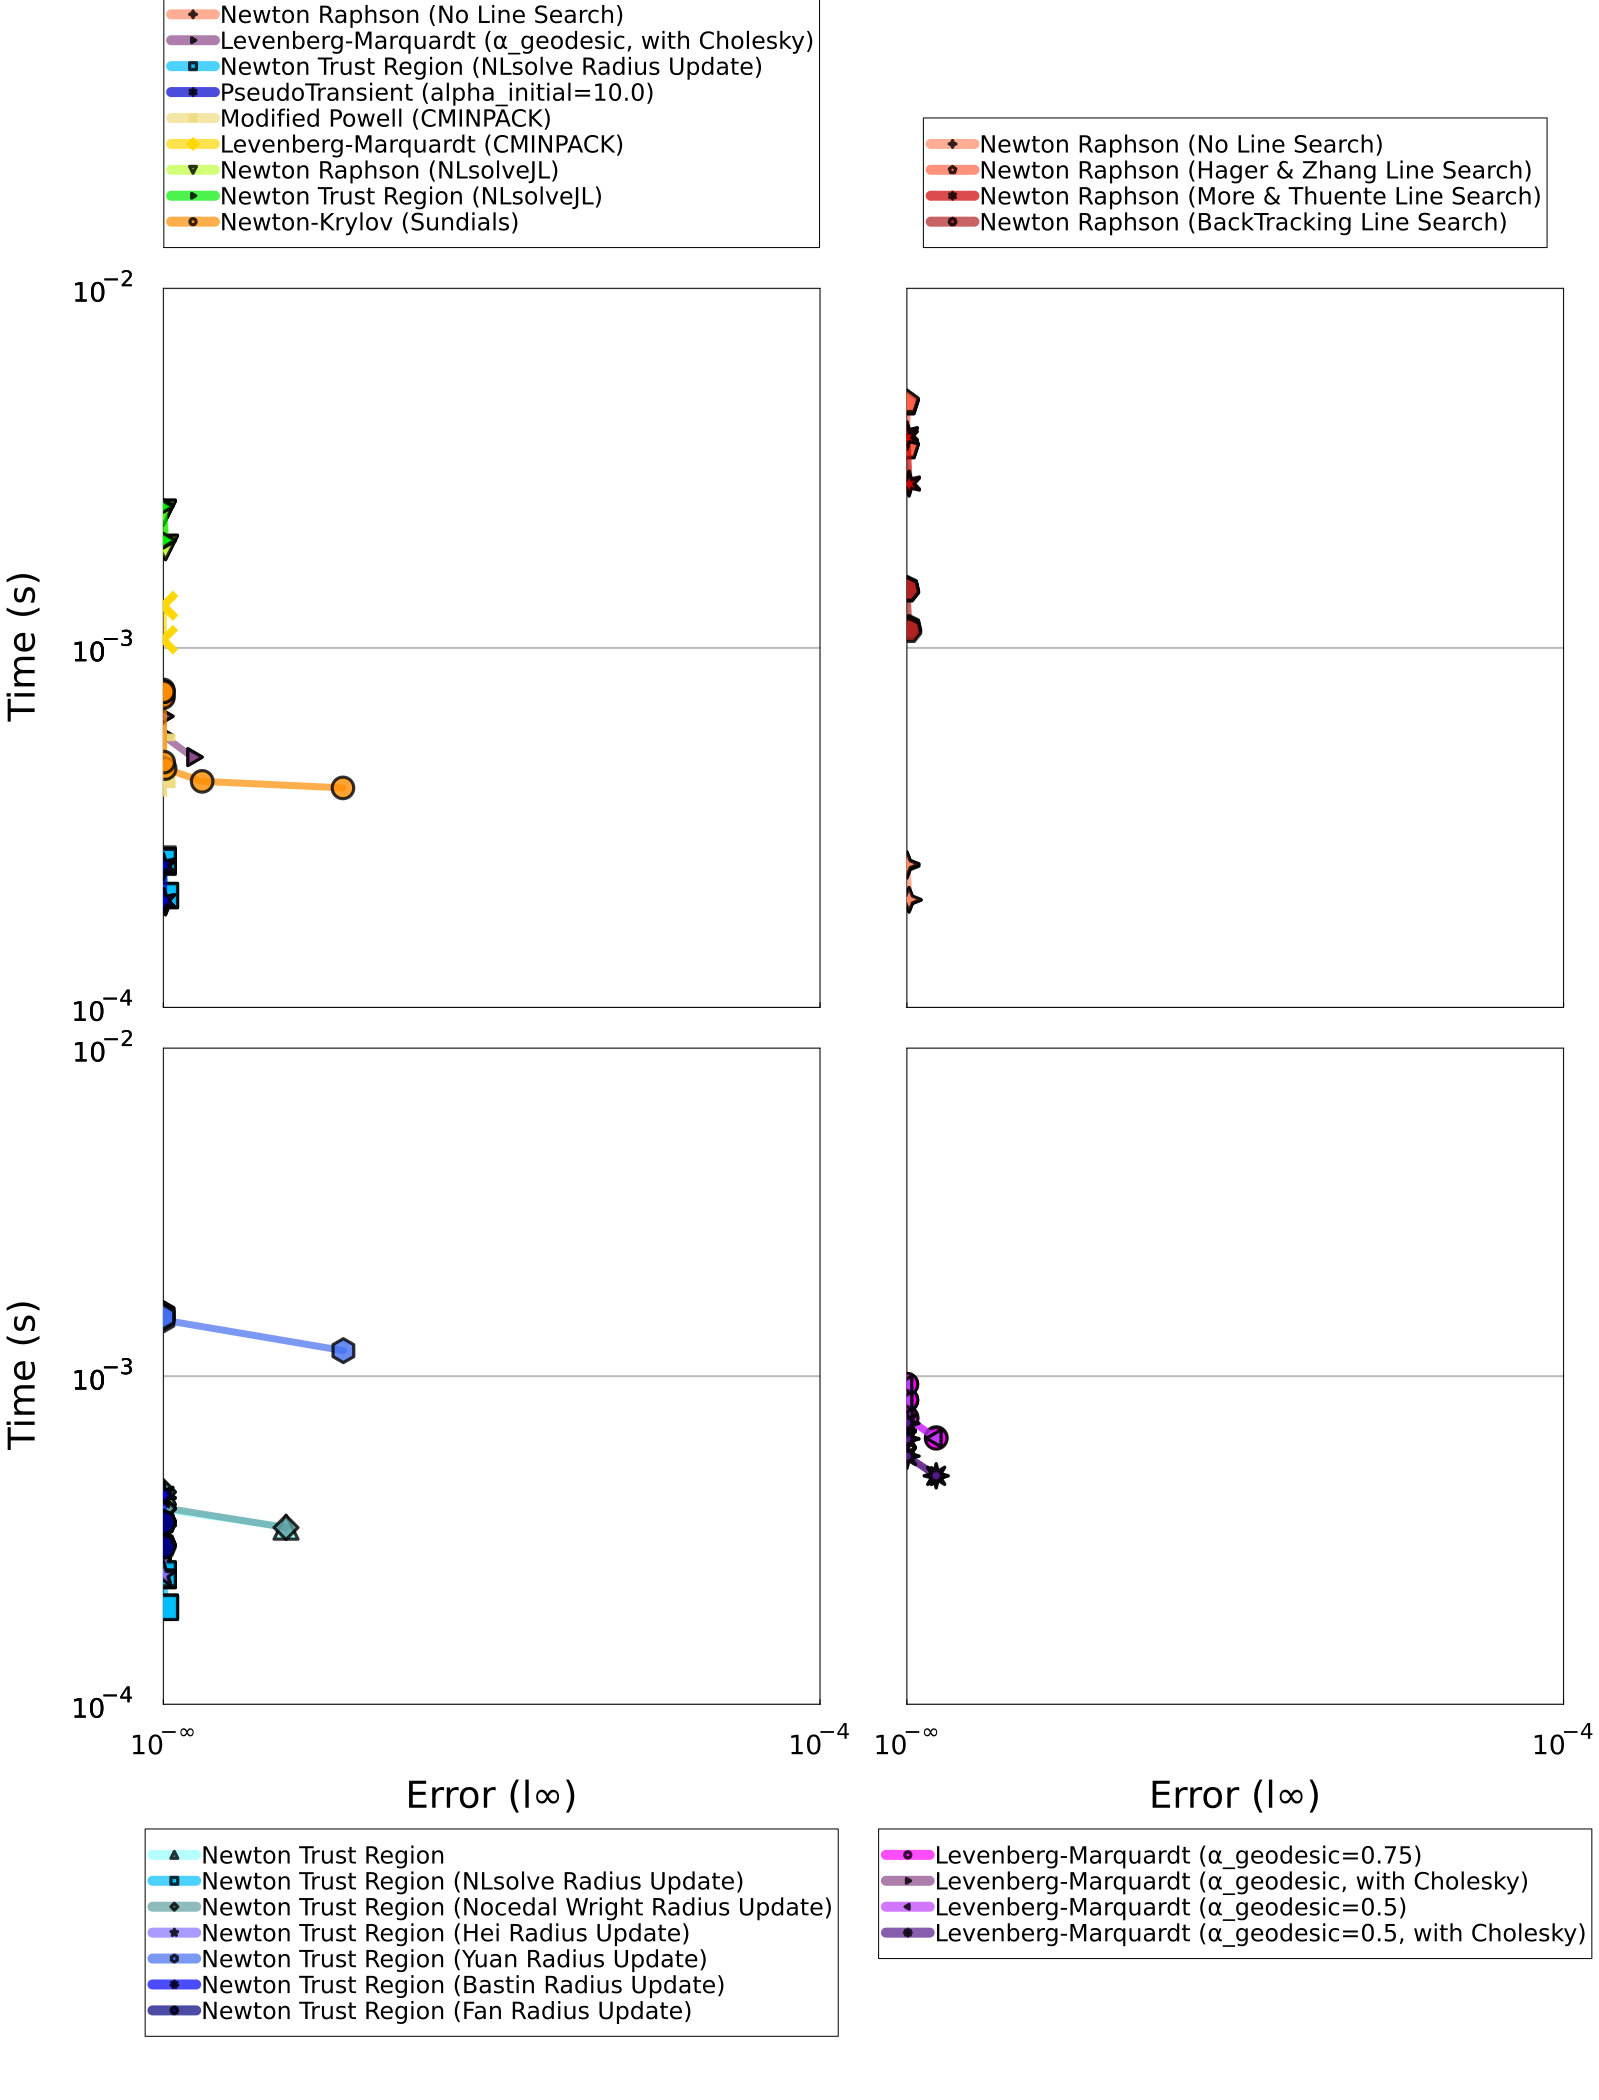 Newton Raphson (No Line Search)
Levenberg-Marquardt (α_geodesic, with Cholesky)
Newton Trust Region (NLsolve Radius Update)
PseudoTransient (alpha_initial=10.0)
Modified Powell (CMINPACK)
Levenberg-Marquardt (CMINPACK)
Newton Raphson (NLsolveJL)
Newton Trust Region (NLsolveJL)
Newton-Krylov (Sundials)
Newton Raphson (No Line Search)
Newton Raphson (Hager & Zhang Line Search)
Newton Raphson (More & Thuente Line Search)
Newton Raphson (BackTracking Line Search)
10⁻²
Time (s)
10⁻³
10⁻⁴
10⁻²
Time (s)
10⁻³
10⁻⁴
10^−∞
10⁻⁴
10^−∞
10⁻⁴
Error (l∞)
Error (l∞)
Newton Trust Region
Newton Trust Region (NLsolve Radius Update)
Newton Trust Region (Nocedal Wright Radius Update)
Newton Trust Region (Hei Radius Update)
Newton Trust Region (Yuan Radius Update)
Newton Trust Region (Bastin Radius Update)
Newton Trust Region (Fan Radius Update)
Levenberg-Marquardt (α_geodesic=0.75)
Levenberg-Marquardt (α_geodesic, with Cholesky)
Levenberg-Marquardt (α_geodesic=0.5)
Levenberg-Marquardt (α_geodesic=0.5, with Cholesky)